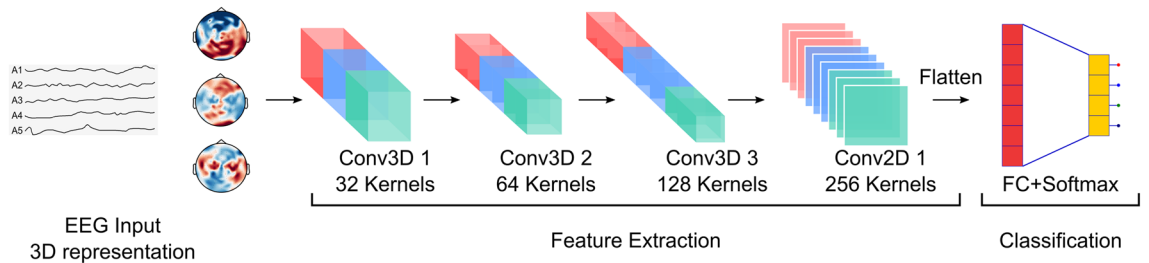 A1
A2
A3
A4
A5
EEG Input
3D representation
Conv3D 1
32 Kernels
Conv3D 2
64 Kernels
Conv3D 3
128 Kernels
Conv2D 1
256 Kernels
Flatten
FC+Softmax
Feature Extraction
Classification